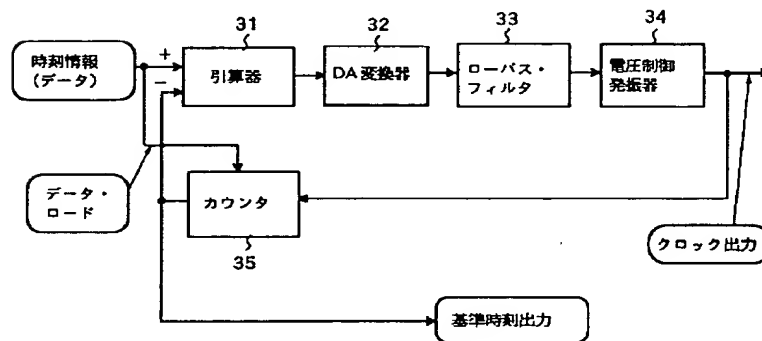 31
32
33
34
時刻情報
(データ)
+
−
引算器
DA変換器
ローパス・
フィルタ
電圧制御
発振器
データ・
ロード
カウンタ
35
クロック出力
基準時刻出力